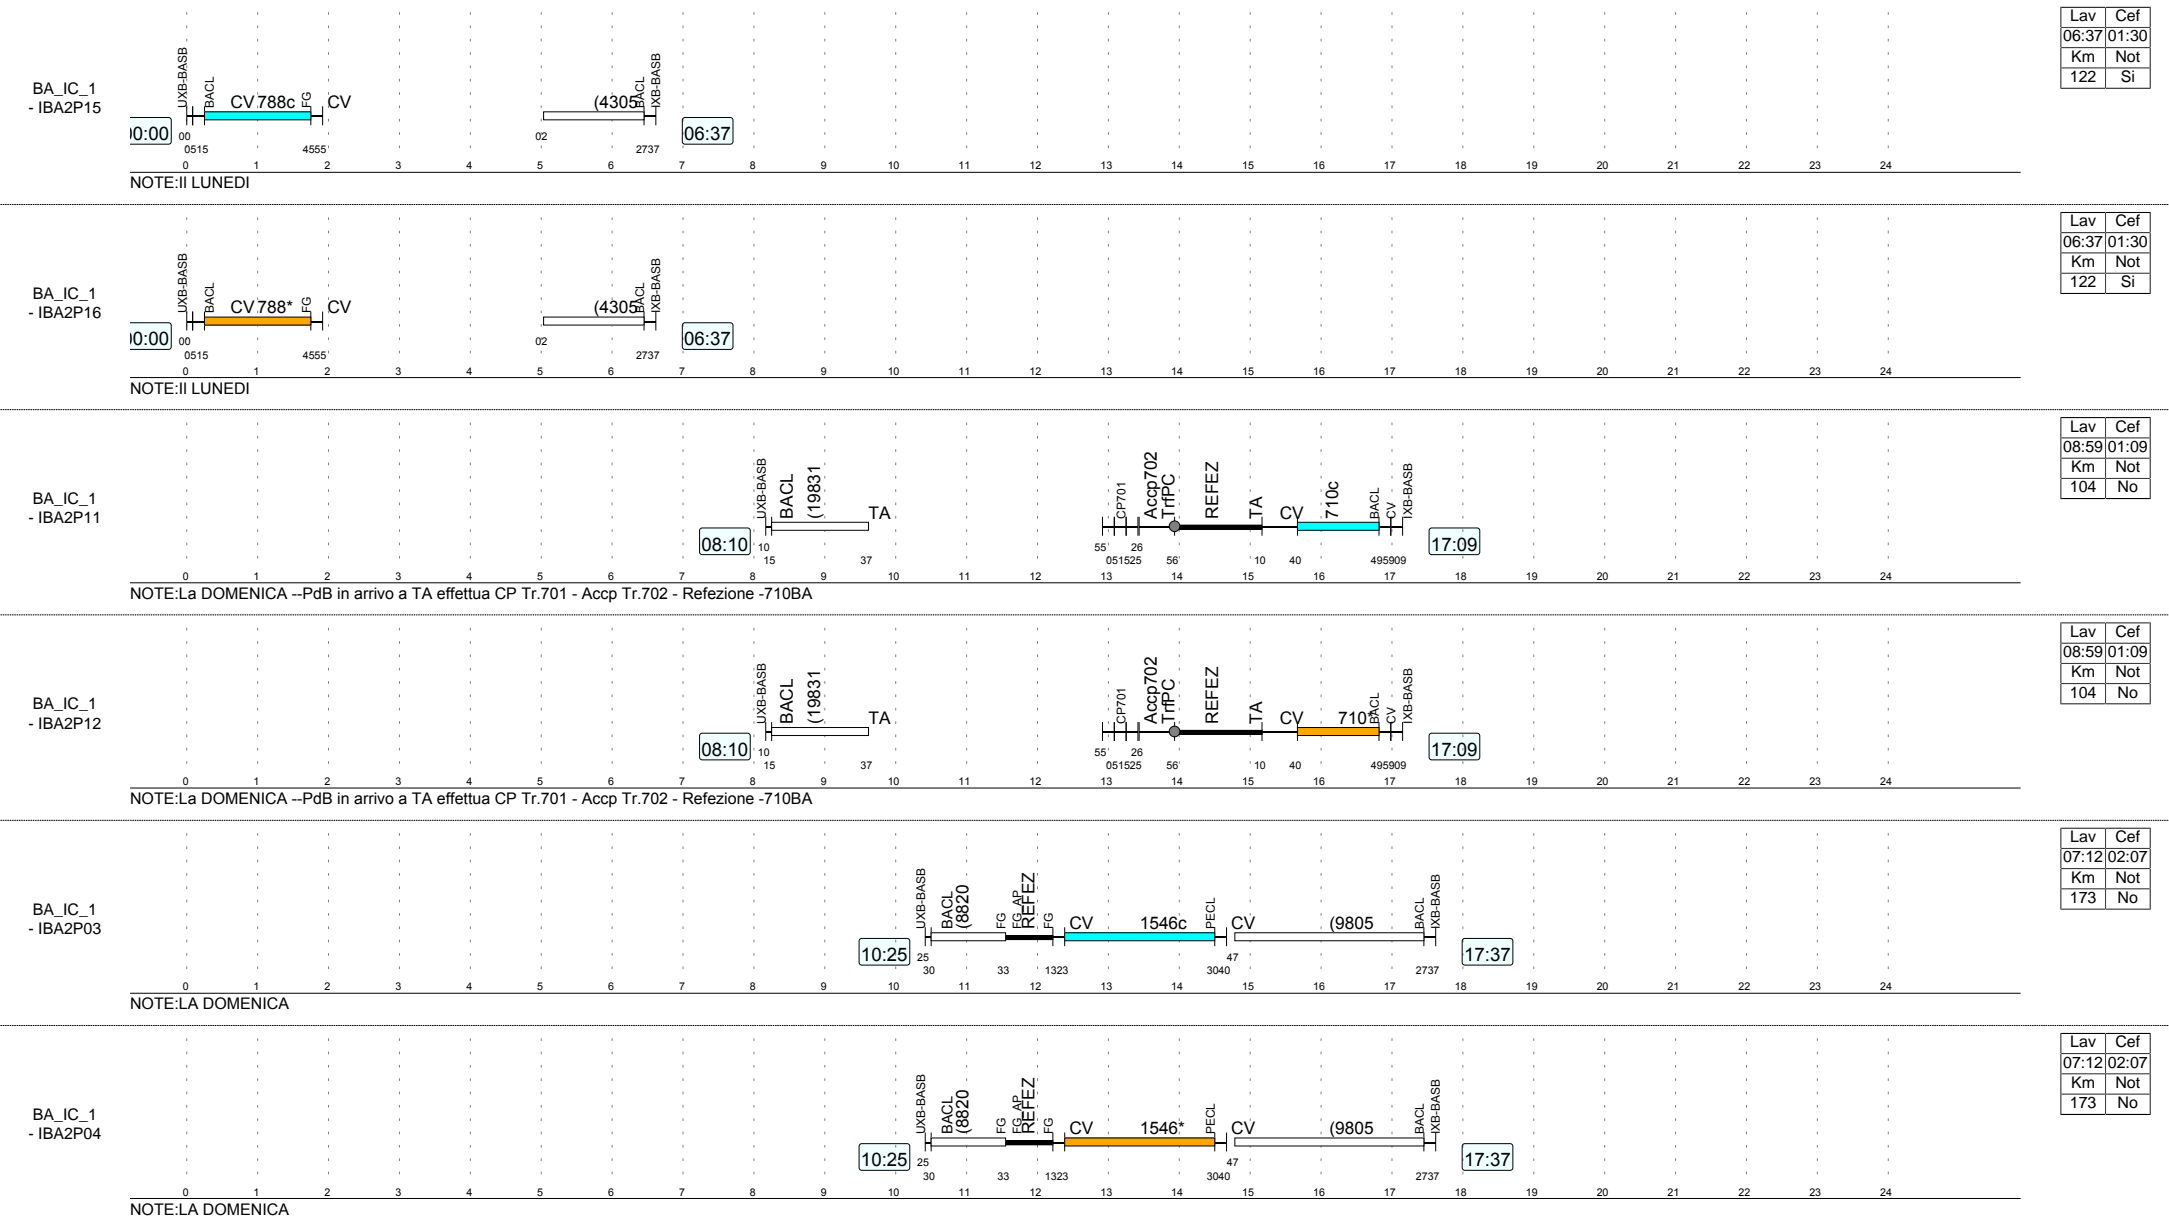 Lav Cef
06:37 01:30
Km Not
122 Si
BA_IC_1
- IBA2P15
UXB-BASB BACL CV 788c FG CV (4305 BACL IXB-BASB
00:00 00 02 06:37
0515 4555 2737
0 1 2 3 4 5 6 7 8 9 10 11 12 13 14 15 16 17 18 19 20 21 22 23 24
NOTE:Il LUNEDI
Lav Cef
06:37 01:30
Km Not
122 Si
BA_IC_1
- IBA2P16
UXB-BASB BACL CV 788* FG CV (4305 BACL IXB-BASB
00:00 00 02 06:37
0515 4555 2737
0 1 2 3 4 5 6 7 8 9 10 11 12 13 14 15 16 17 18 19 20 21 22 23 24
NOTE:Il LUNEDI
Lav Cef
08:59 01:09
Km Not
104 No
BA_IC_1
- IBA2P11
UXB-BASB BACL (19831 TA CP701 Accp702 TrfPC REFEZ TA CV 710c BACL CV IXB-BASB
08:10 10 55 26 17:09
15 37 051525 56 10 40 495909
0 1 2 3 4 5 6 7 8 9 10 11 12 13 14 15 16 17 18 19 20 21 22 23 24
NOTE:La DOMENICA --PdB in arrivo a TA effettua CP Tr.701 - Accp Tr.702 - Refezione -710BA
Lav Cef
08:59 01:09
Km Not
104 No
BA_IC_1
- IBA2P12
UXB-BASB BACL (19831 TA CP701 Accp702 TrfPC REFEZ TA CV 710* BACL CV IXB-BASB
08:10 10 55 26 17:09
15 37 051525 56 10 40 495909
0 1 2 3 4 5 6 7 8 9 10 11 12 13 14 15 16 17 18 19 20 21 22 23 24
NOTE:La DOMENICA --PdB in arrivo a TA effettua CP Tr.701 - Accp Tr.702 - Refezione -710BA
Lav Cef
07:12 02:07
Km Not
173 No
BA_IC_1
- IBA2P03
UXB-BASB BACL (8820 FG FG_AP REFEZ FG CV 1546c PECL CV (9805 BACL IXB-BASB
10:25 25 47 17:37
30 33 1323 3040 2737
0 1 2 3 4 5 6 7 8 9 10 11 12 13 14 15 16 17 18 19 20 21 22 23 24
NOTE:LA DOMENICA
Lav Cef
07:12 02:07
Km Not
173 No
BA_IC_1
- IBA2P04
UXB-BASB BACL (8820 FG FG_AP REFEZ FG CV 1546* PECL CV (9805 BACL IXB-BASB
10:25 25 47 17:37
30 33 1323 3040 2737
0 1 2 3 4 5 6 7 8 9 10 11 12 13 14 15 16 17 18 19 20 21 22 23 24
NOTE:LA DOMENICA